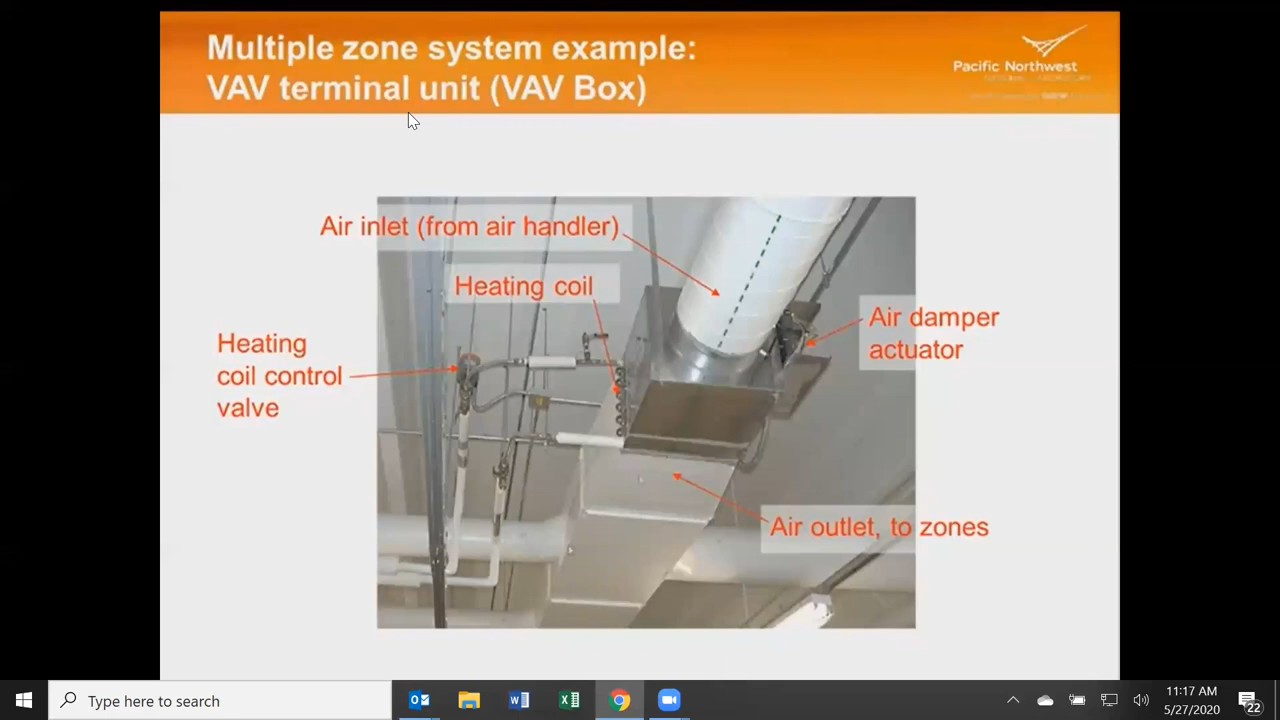 Multiple zone system example:
VAV terminal unit (VAV Box)
Pacific Northwest
Air inlet (from air handler)
Heating coil
Air damper
actuator
Heating
coil control
valve
Air outlet, to zones
Type here to search
11:17 AM
5/27/2020
22